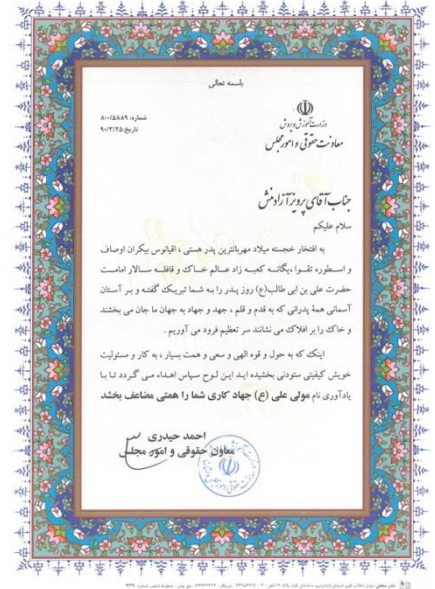 باسمه تعالی
شماره: ۸۰۰/۵۸۸۹
تاریخ: ۹۰/۳/۲۵
وزارت آموزش و پرورش
معاونت حقوقی و امور مجلس
جناب آقای پرویز آزادمنش
سلام علیکم
به افتخار خجسته میلاد مهربانترین پدر هستی ، اقیانوس بیکران اوصاف
و اسطوره تقوا ،یگانه کعبه زاد عالم خاک و قافله سالار امامت
حضرت علی بن ابی طالب(ع) روز پدر را به شما تبریک گفته و بر آستان
آسمانی همهٔ پدرانی که به قدم و قلم ، جهد و جهاد به جهان ما جان می بخشند
و خاک را بر افلاک می نشانند سر تعظیم فرود می آوریم .
اینک که به حول و قوه الهی و سعی و همت بسیار ، به کار و مسئولیت
خویش کیفیتی ستودنی بخشیده اید این لوح سپاس اهداء می گردد تا با
یادآوری نام مولی علی (ع) جهاد کاری شما را همتی مضاعف بخشد
احمد حیدری
معاون حقوقی و امور مجلس